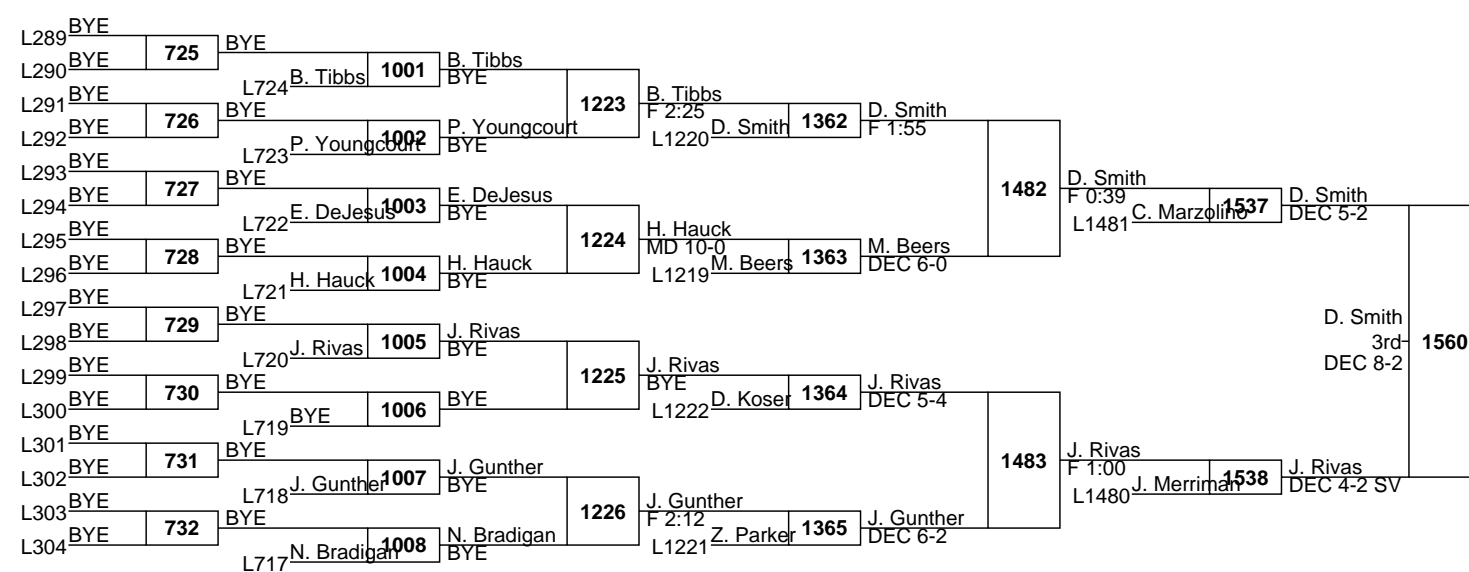 L289 BYE
725 BYE
L290 BYE
L724 B. Tibbs 1001 B. Tibbs
BYE
L291 BYE
726 BYE
L292 BYE
L723 P. Youngcourt 1002 P. Youngcourt
BYE
1223 B. Tibbs
F 2:25
L1220 D. Smith 1362 D. Smith
F 1:55
L293 BYE
727 BYE
L294 BYE
L722 E. DeJesus 1003 E. DeJesus
BYE
L295 BYE
728 BYE
L296 BYE
L721 H. Hauck 1004 H. Hauck
BYE
1224 H. Hauck
MD 10-0
L1219 M. Beers 1363 M. Beers
DEC 6-0
1482 D. Smith
F 0:39
L1481 C. Marzolino 1537 D. Smith
DEC 5-2
L297 BYE
729 BYE
L298 BYE
L720 J. Rivas 1005 J. Rivas
BYE
L299 BYE
730 BYE
L300 BYE
L719 BYE 1006 BYE
1225 J. Rivas
BYE
L1222 D. Koser 1364 J. Rivas
DEC 5-4
L301 BYE
731 BYE
L302 BYE
L718 J. Gunther 1007 J. Gunther
BYE
L303 BYE
732 BYE
L304 BYE
L717 N. Bradigan 1008 N. Bradigan
BYE
1226 J. Gunther
F 2:12
L1221 Z. Parker 1365 J. Gunther
DEC 6-2
1483 J. Rivas
F 1:00
L1480 J. Merriman 1538 J. Rivas
DEC 4-2 SV
D. Smith
3rd 1560
DEC 8-2